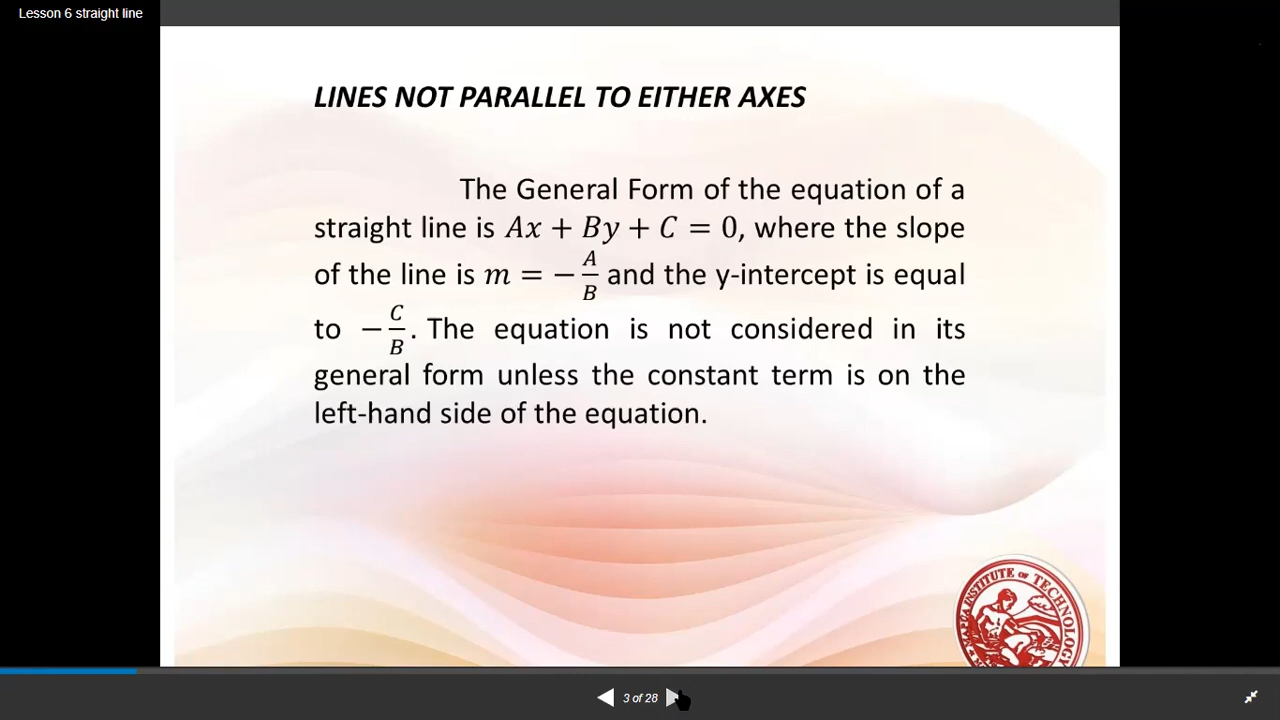 Lesson 6 straight line
LINES NOT PARALLEL TO EITHER AXES
The General Form of the equation of a
straight line is Ax + By + C = 0, where the slope
of the line is m = −A/B and the y-intercept is equal
to −C/B. The equation is not considered in its
general form unless the constant term is on the
left-hand side of the equation.
INSTITUTE OF TECHNOLOGY
3 of 28